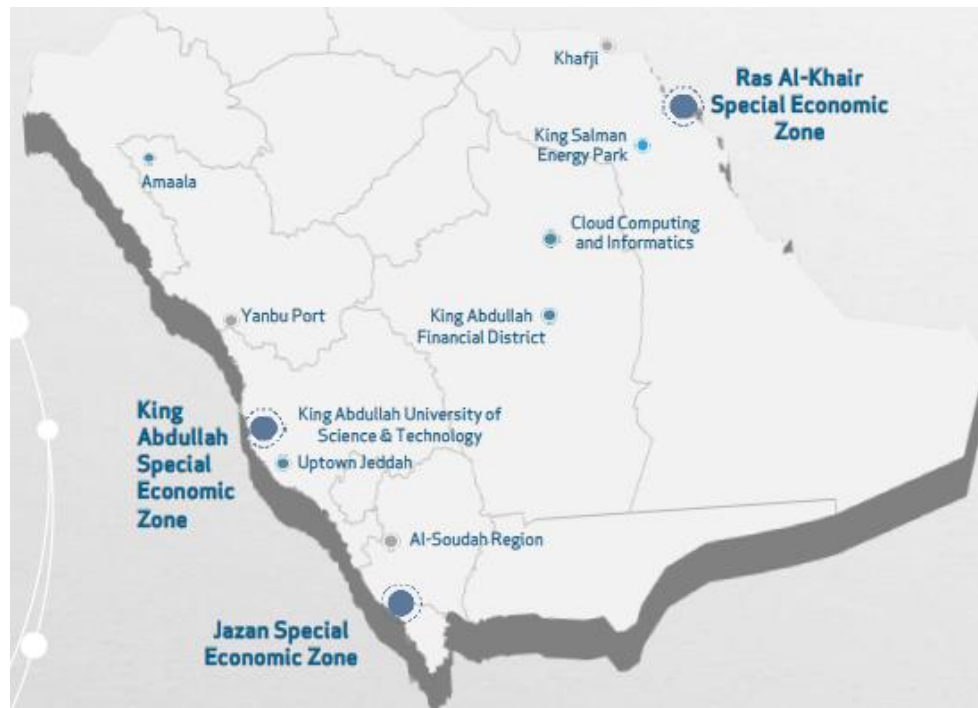 Khafji
Ras Al-Khair
Special Economic
Zone
King Salman
Energy Park
Amaala
Cloud Computing
and Informatics
Yanbu Port
King Abdullah
Financial District
King
Abdullah
Special
Economic
Zone
King Abdullah University of
Science & Technology
Uptown Jeddah
Al-Soudah Region
Jazan Special
Economic Zone